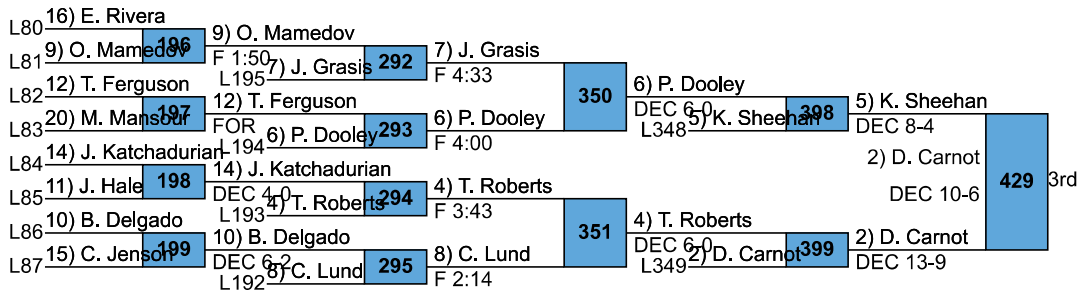 16) E. Rivera
L80
196
9) O. Mamedov
L81
9) O. Mamedov
F 1:50
292
L195
7) J. Grasis
7) J. Grasis
F 4:33
12) T. Ferguson
L82
197
20) M. Mansour
L83
12) T. Ferguson
FOR
293
L194
6) P. Dooley
6) P. Dooley
F 4:00
350
6) P. Dooley
DEC 6-0
398
L348
5) K. Sheehan
5) K. Sheehan
DEC 8-4
14) J. Katchadurian
L84
198
11) J. Hale
L85
14) J. Katchadurian
DEC 4-0
294
L193
4) T. Roberts
4) T. Roberts
F 3:43
10) B. Delgado
L86
199
15) C. Jenson
L87
10) B. Delgado
DEC 6-2
295
L192
8) C. Lund
8) C. Lund
F 2:14
351
4) T. Roberts
DEC 6-0
399
L349
2) D. Carnot
2) D. Carnot
DEC 13-9
2) D. Carnot
429
3rd
DEC 10-6